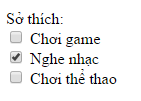 Sở thích:
Chơi game
Nghe nhạc
Chơi thể thao